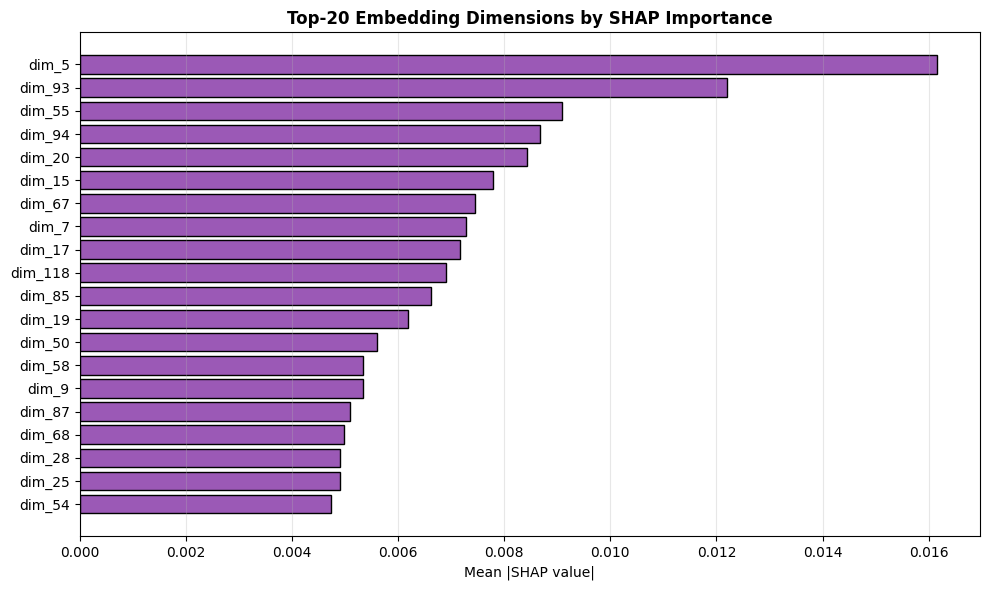 Top-20 Embedding Dimensions by SHAP Importance
dim_5
dim_93
dim_55
dim_94
dim_20
dim_15
dim_67
dim_7
dim_17
dim_118
dim_85
dim_19
dim_50
dim_58
dim_9
dim_87
dim_68
dim_28
dim_25
dim_54
0.000 0.002 0.004 0.006 0.008 0.010 0.012 0.014 0.016
Mean |SHAP value|